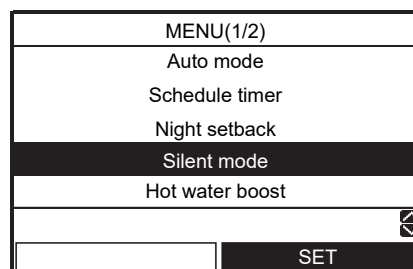 MENU(1/2)
Auto mode
Schedule timer
Night setback
Silent mode
Hot water boost
SET